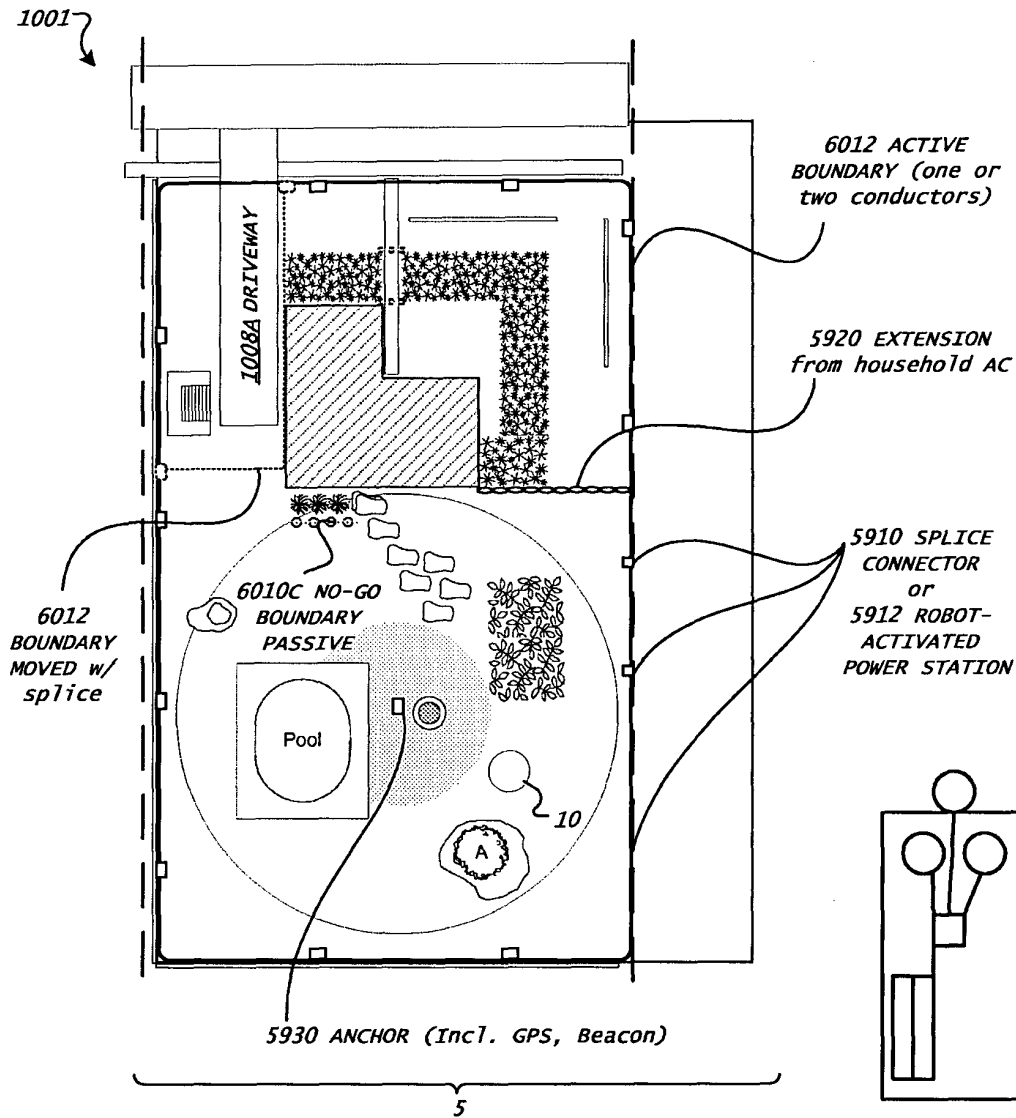 1001
6012 ACTIVE
BOUNDARY (one or
two conductors)
1008A DRIVEWAY
5920 EXTENSION
from household AC
5910 SPLICE
CONNECTOR
or
5912 ROBOT-
ACTIVATED
POWER STATION
6012
BOUNDARY
MOVED w/
splice
6010c NO-GO
BOUNDARY
PASSIVE
Pool
10
A
5930 ANCHOR (Incl. GPS, Beacon)
5